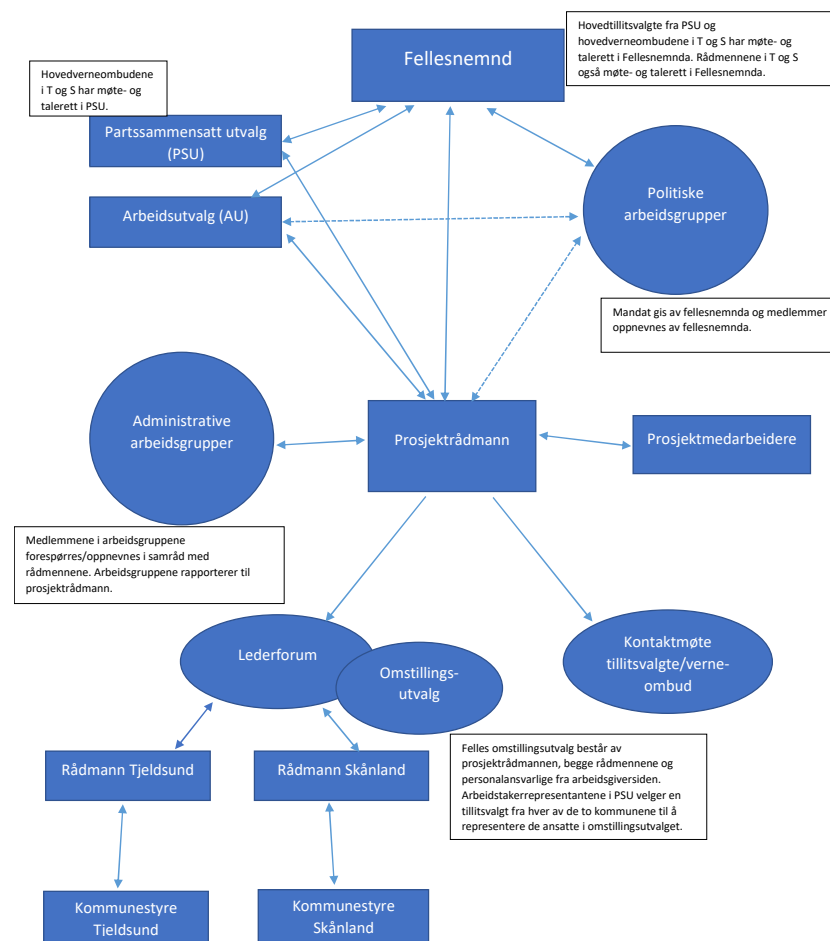 Hovedtillitsvalgte fra PSU og
hovedverneombudene i T og S har møte- og
talerett i Fellesnemnda. Rådmennene i T og S
også møte- og talerett i Fellesnemnda.
Fellesnemnd
Hovedverneombudene
i T og S har møte- og
talerett i PSU.
Partssammensatt utvalg
(PSU)
Arbeidsutvalg (AU)
Politiske
arbeidsgrupper
Mandat gis av fellesnemnda og medlemmer
oppnevnes av fellesnemnda.
Administrative
arbeidsgrupper
Prosjektrådmann
Prosjektmedarbeidere
Medlemmene i arbeidsgruppene
forespørres/oppnevnes i samråd med
rådmennene. Arbeidsgruppene rapporterer til
prosjektrådmann.
Lederforum
Omstillings-
utvalg
Kontaktmøte
tillitsvalgte/verne-
ombud
Felles omstillingsutvalg består av
prosjektrådmannen, begge rådmennene og
personalansvarlige fra arbeidsgiversiden.
Arbeidstakerrepresentantene i PSU velger en
tillitsvalgt fra hver av de to kommunene til å
representere de ansatte i omstillingsutvalget.
Rådmann Tjeldsund
Rådmann Skånland
Kommunestyre
Tjeldsund
Kommunestyre
Skånland